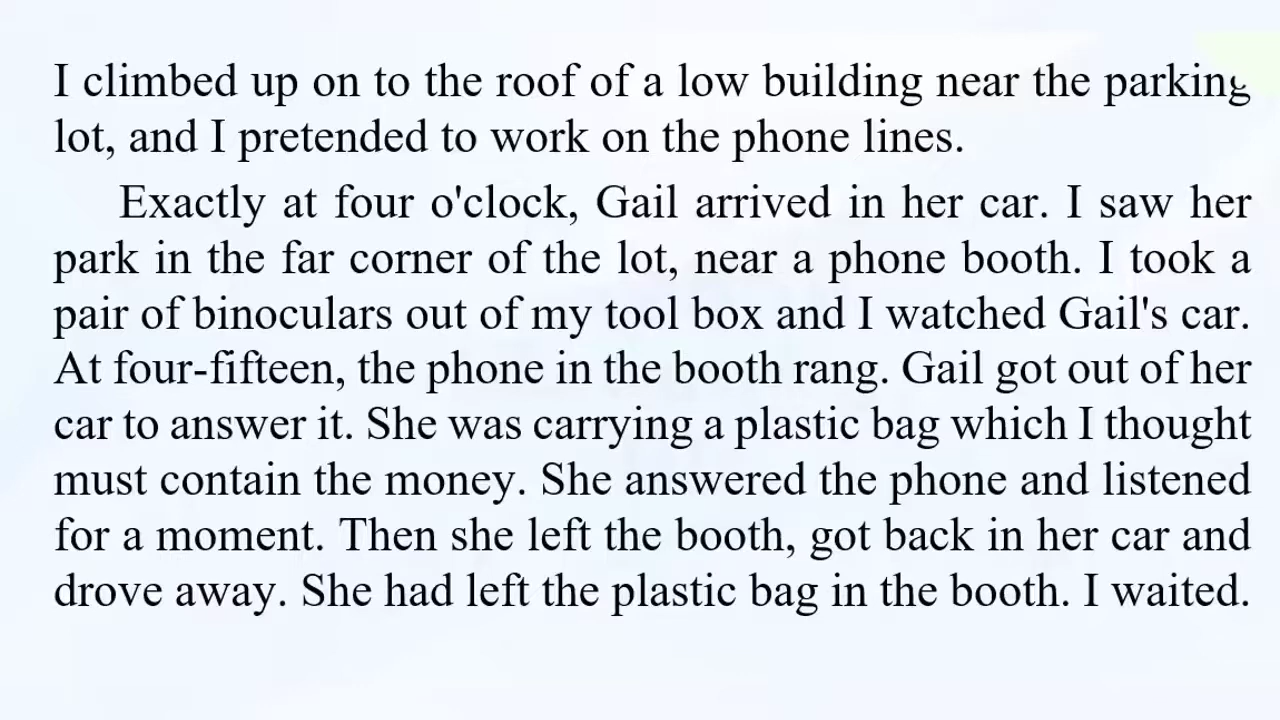 I climbed up on to the roof of a low building near the parking
lot, and I pretended to work on the phone lines.
Exactly at four o'clock, Gail arrived in her car. I saw her
park in the far corner of the lot, near a phone booth. I took a
pair of binoculars out of my tool box and I watched Gail's car.
At four-fifteen, the phone in the booth rang. Gail got out of her
car to answer it. She was carrying a plastic bag which I thought
must contain the money. She answered the phone and listened
for a moment. Then she left the booth, got back in her car and
drove away. She had left the plastic bag in the booth. I waited.